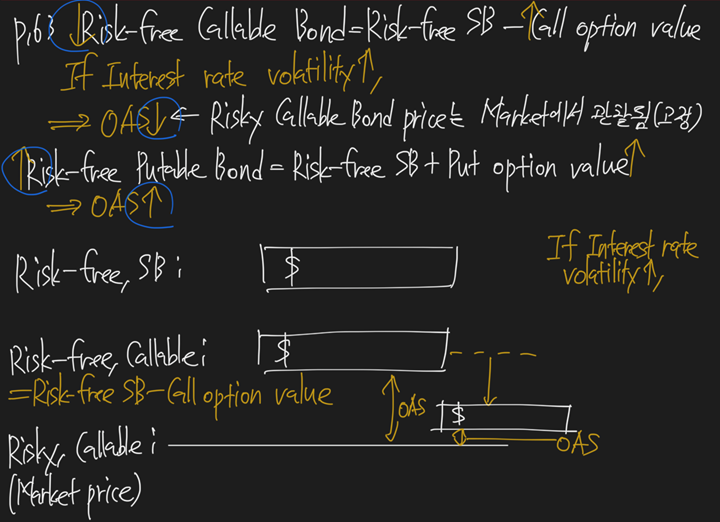 p.63 ↓Risk-free Callable Bond=Risk-free SB-↑Call option value
If Interest rate volatility↑,
⇒ OAS↓ ← Risky Callable Bond price는 Market에서 관찰됨(고정)
↑Risk-free Putable Bond=Risk-free SB+Put option value↑
⇒ OAS↑
If Interest rate
volatility↑,
Risk-free, SB ; $
Risk-free, Callable ; $
=Risk-free SB-Call option value
OAS
$
OAS
Risky, Callable ;
(Market price)